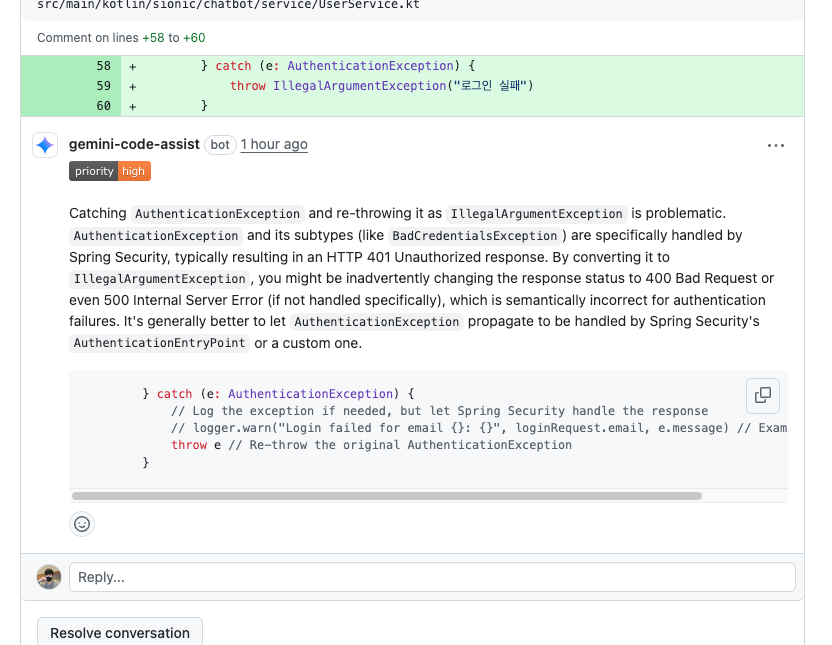 src/main/kotlin/sionic/chatbot/service/UserService.kt
Comment on lines +58 to +60
58 + } catch (e: AuthenticationException) {
59 + throw IllegalArgumentException("로그인 실패")
60 + }
gemini-code-assist bot 1 hour ago
priority high
Catching AuthenticationException and re-throwing it as IllegalArgumentException is problematic.
AuthenticationException and its subtypes (like BadCredentialsException ) are specifically handled by
Spring Security, typically resulting in an HTTP 401 Unauthorized response. By converting it to
IllegalArgumentException , you might be inadvertently changing the response status to 400 Bad Request or
even 500 Internal Server Error (if not handled specifically), which is semantically incorrect for authentication
failures. It's generally better to let AuthenticationException propagate to be handled by Spring Security's
AuthenticationEntryPoint or a custom one.
} catch (e: AuthenticationException) {
// Log the exception if needed, but let Spring Security handle the response
// logger.warn("Login failed for email {}: {}", loginRequest.email, e.message) // Exam
throw e // Re-throw the original AuthenticationException
}
Reply...
Resolve conversation